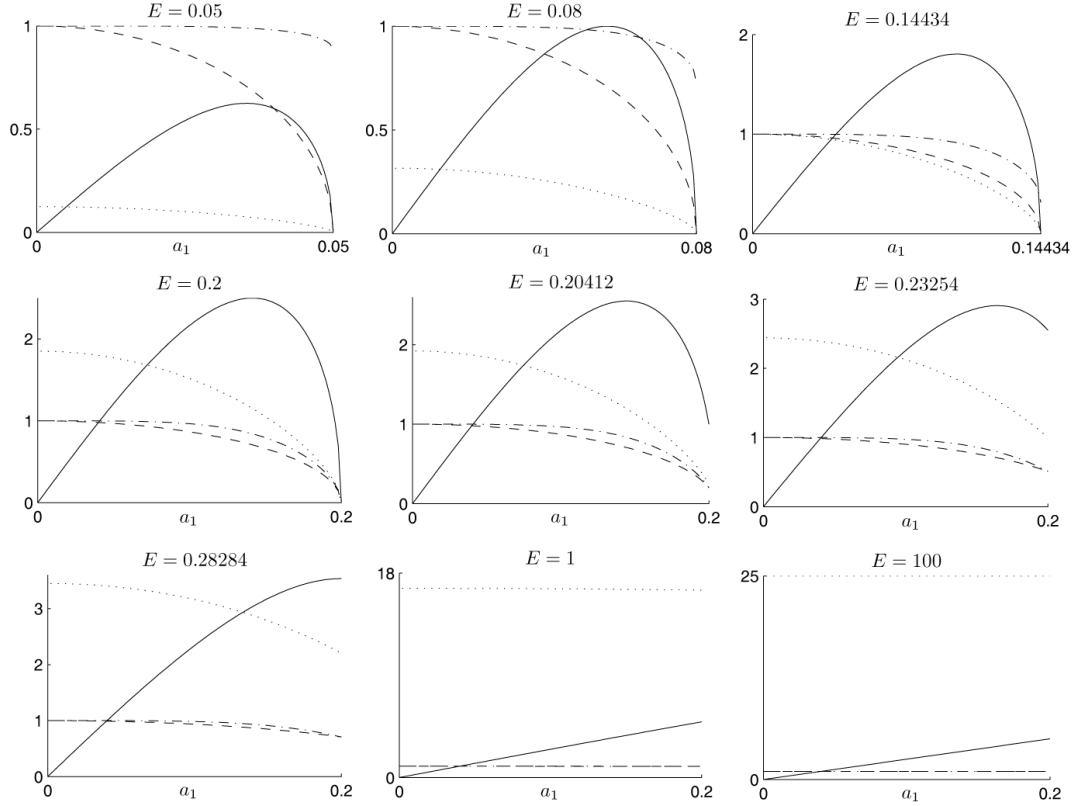 E = 0.05
1
0.5
0
0
a₁
0.05
E = 0.08
1
0.5
0
0
a₁
0.08
E = 0.14434
2
1
0
0
a₁
0.14434
E = 0.2
2
1
0
0
a₁
0.2
E = 0.20412
2
1
0
0
a₁
0.2
E = 0.23254
3
2
1
0
0
a₁
0.2
E = 0.28284
3
2
1
0
0
a₁
0.2
E = 1
18
0
0
a₁
0.2
E = 100
25
0
0
a₁
0.2